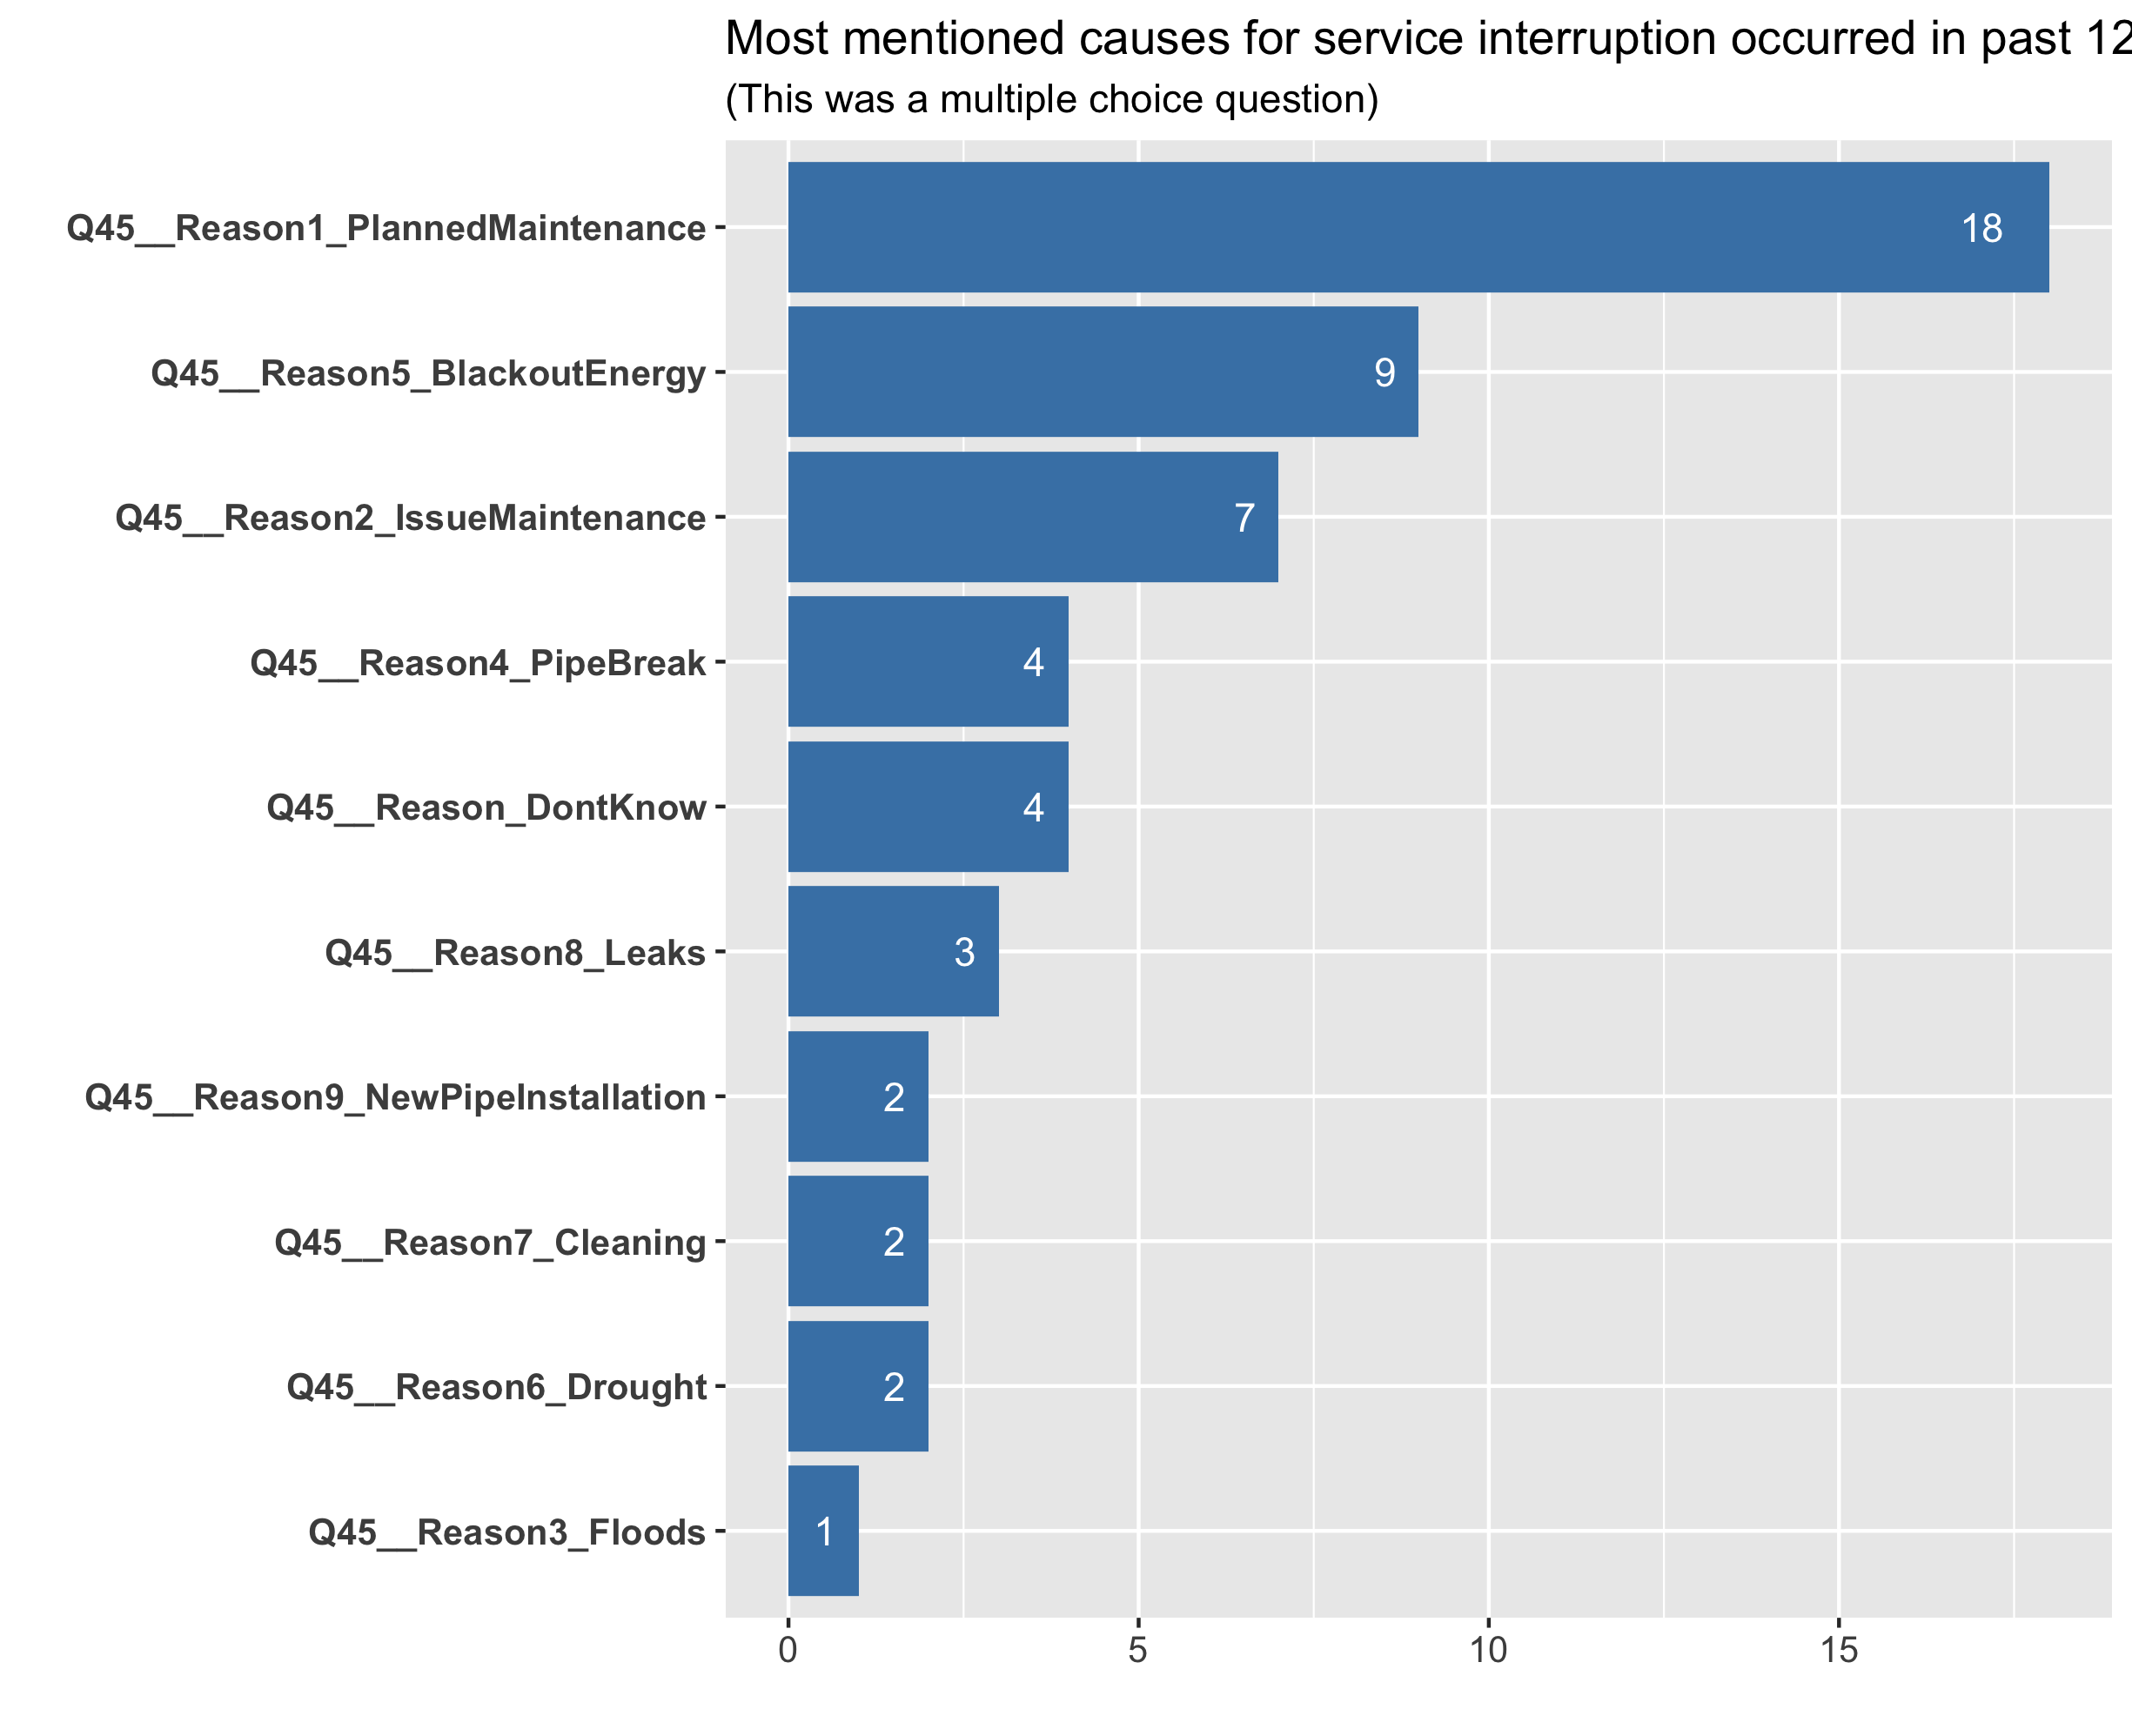 Most mentioned causes for service interruption occurred in past 12
(This was a multiple choice question)
Q45__Reason1_PlannedMaintenance 18
Q45__Reason5_BlackoutEnergy 9
Q45__Reason2_IssueMaintenance 7
Q45__Reason4_PipeBreak 4
Q45__Reason_DontKnow 4
Q45__Reason8_Leaks 3
Q45__Reason9_NewPipeInstallation 2
Q45__Reason7_Cleaning 2
Q45__Reason6_Drought 2
Q45__Reason3_Floods 1
0 5 10 15